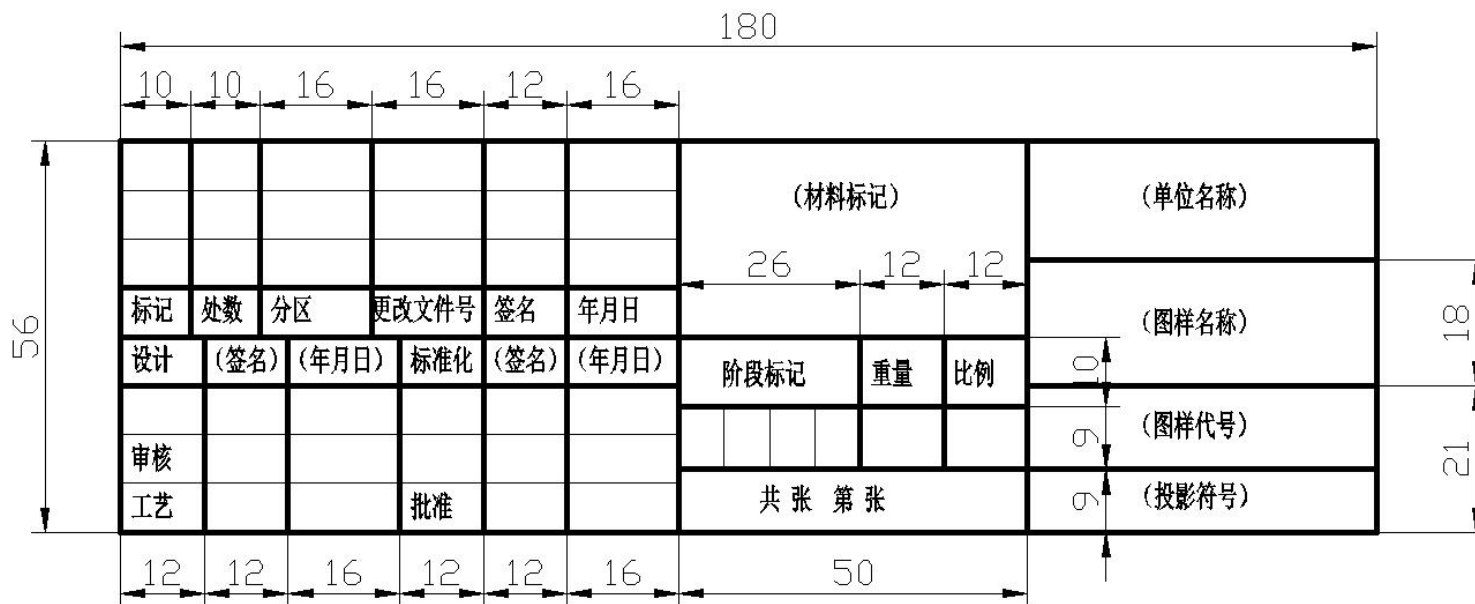 180
10 10 16 16 12 16
(材料标记) (单位名称)
26 12 12
标记 处数 分区 更改文件号 签名 年月日
56
(图样名称) 18
设计 (签名) (年月日) 标准化 (签名) (年月日)
阶段标记 重量 比例 10
(图样代号) 21
9
审核
工艺 批准 共 张 第 张 9 (投影符号)
12 12 16 12 12 16 50